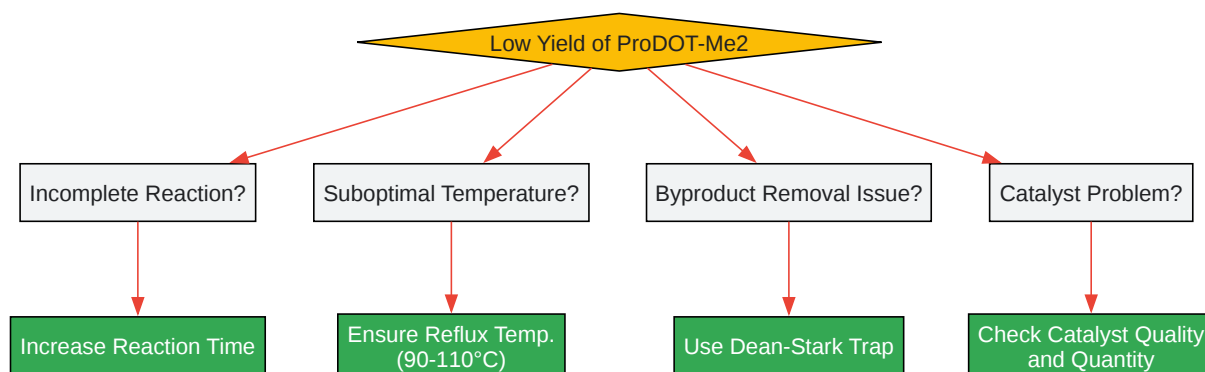 Low Yield of ProDOT-Me2
Incomplete Reaction?
Suboptimal Temperature?
Byproduct Removal Issue?
Catalyst Problem?
Increase Reaction Time
Ensure Reflux Temp.
(90-110°C)
Use Dean-Stark Trap
Check Catalyst Quality
and Quantity